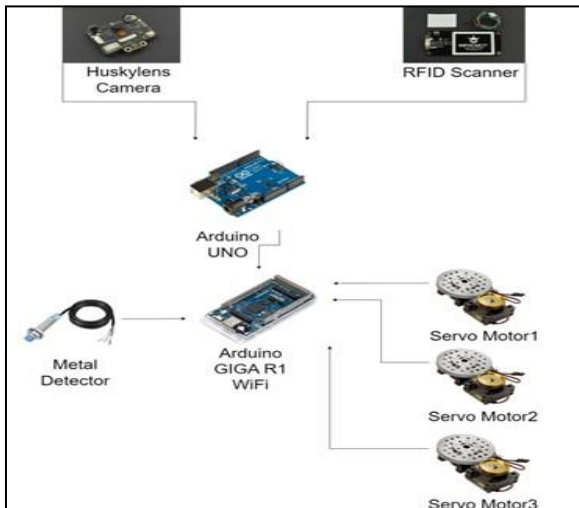 Huskylens
Camera
RFID Scanner
Arduino
UNO
Metal
Detector
Arduino
GIGA R1
WiFi
Servo Motor1
Servo Motor2
Servo Motor3